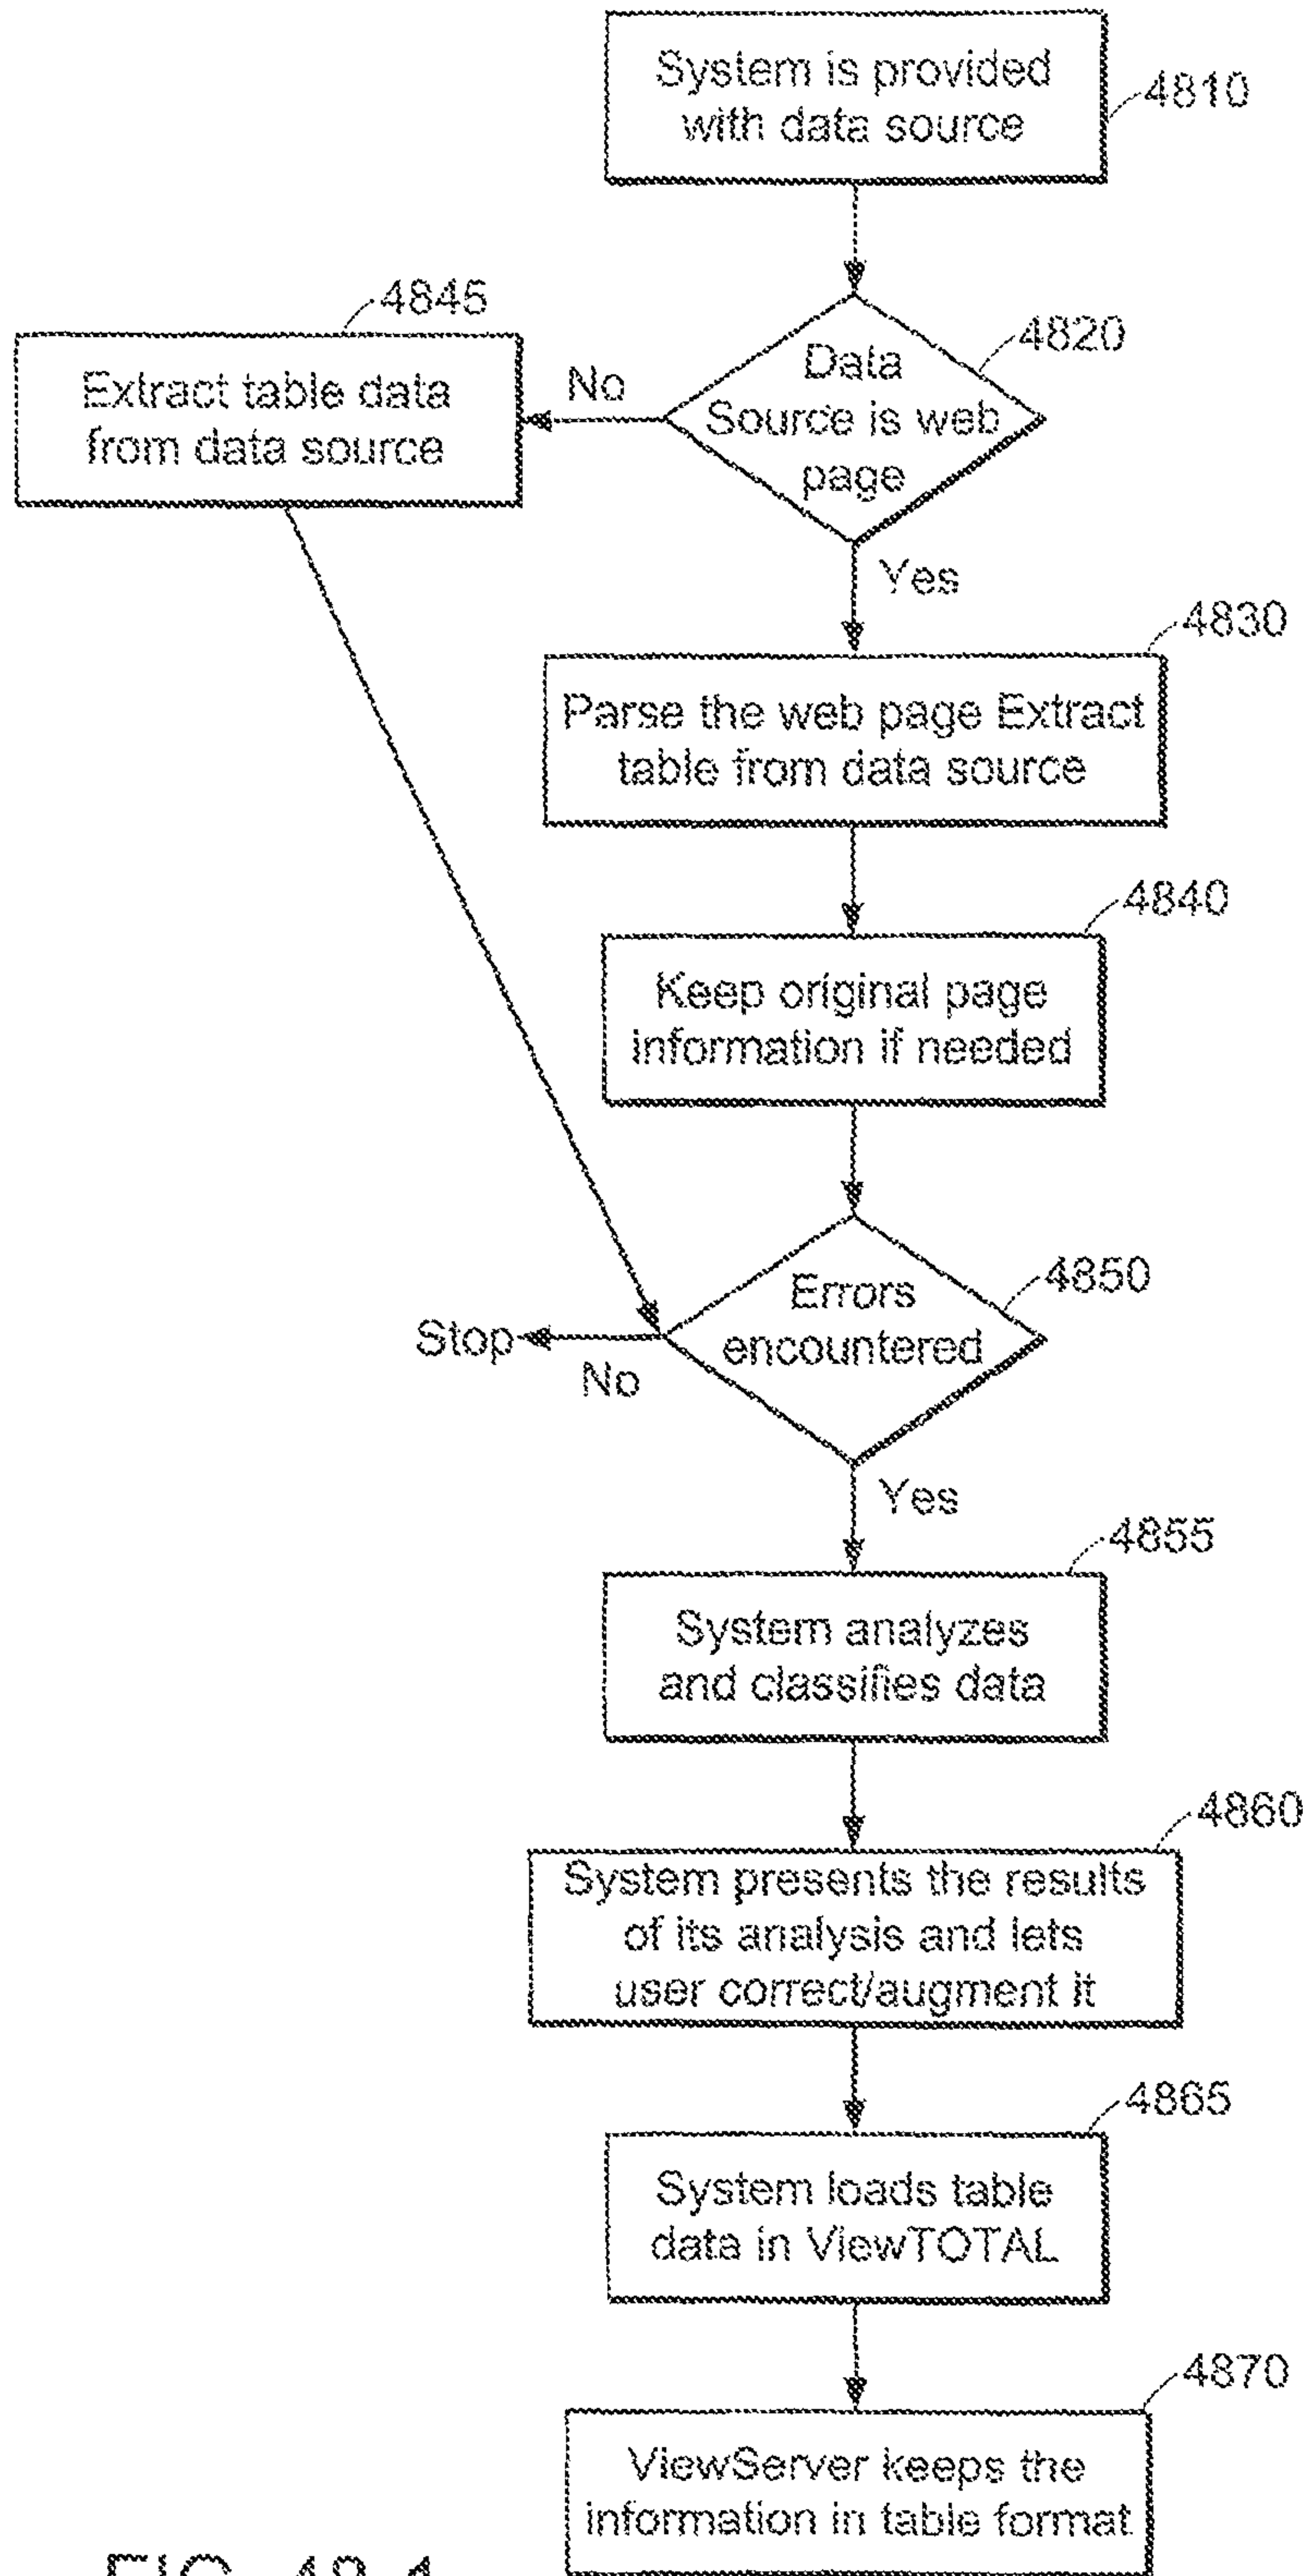 System is provided
with data source
4810
4845
Extract table data
from data source
No
Data
Source is web
page
4820
Yes
4830
Parse the web page Extract
table from data source
4840
Keep original page
information if needed
Errors
encountered
4850
Stop
No
Yes
4855
System analyzes
and classifies data
4860
System presents the results
of its analysis and lets
user correct/augment it
4865
System loads table
data in ViewTOTAL
4870
ViewServer keeps the
information in table format